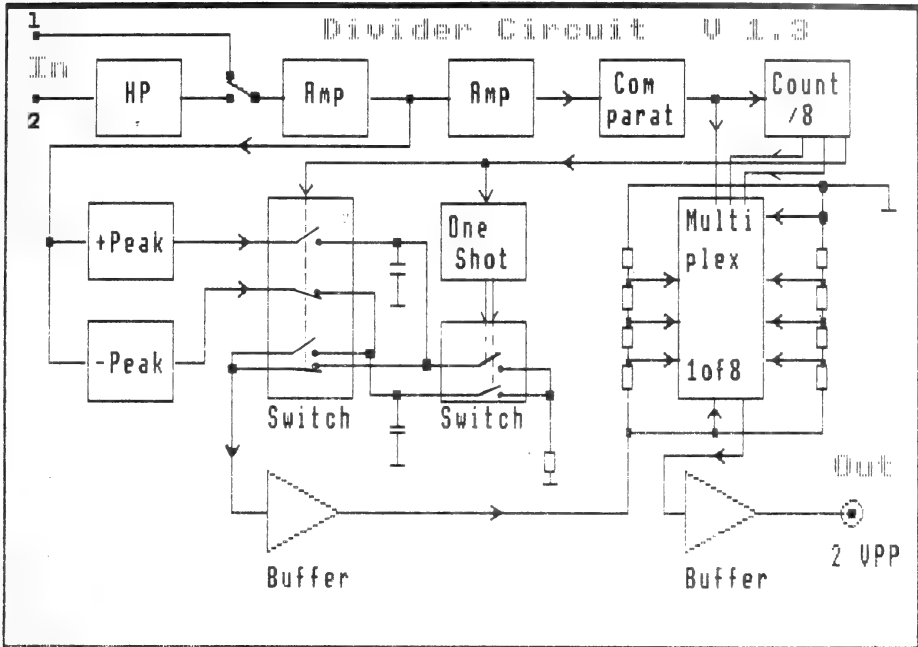 1
Divider Circuit V 1.3
In
HP
Amp
Amp
Com
parat
Count
/8
2
+Peak
One
Shot
Multi
plex
-Peak
1of8
Switch
Switch
Out
2 VPP
Buffer
Buffer